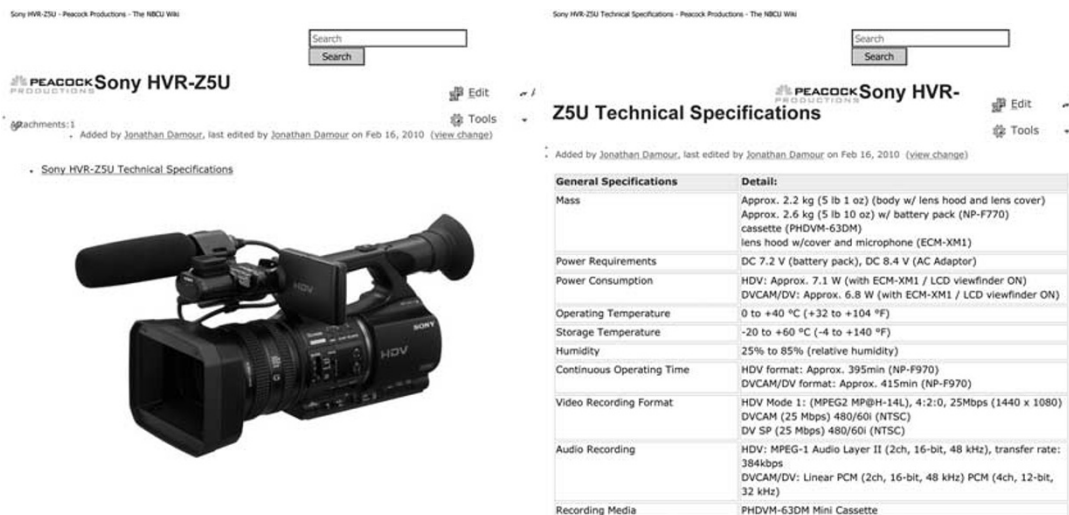 Sony HVR-Z5U - Peacock Productions - The NBCU Wiki
Search
Search
PEACOCK
PRODUCTIONS
Sony HVR-Z5U
Edit
Attachments:1
Tools
Added by Jonathan Damour, last edited by Jonathan Damour on Feb 16, 2010 (view change)
Sony HVR-Z5U Technical Specifications
HDV
SONY
HDV
G
Sony HVR-Z5U Technical Specifications - Peacock Productions - The NBCU Wiki
Search
Search
PEACOCK
PRODUCTIONS
Sony HVR-
Z5U Technical Specifications
Edit
Tools
Added by Jonathan Damour, last edited by Jonathan Damour on Feb 16, 2010 (view change)
General Specifications Detail:
Mass Approx. 2.2 kg (5 lb 1 oz) (body w/ lens hood and lens cover)
Approx. 2.6 kg (5 lb 10 oz) w/ battery pack (NP-F770)
cassette (PHDVM-63DM)
lens hood w/cover and microphone (ECM-XM1)
Power Requirements DC 7.2 V (battery pack), DC 8.4 V (AC Adaptor)
Power Consumption HDV: Approx. 7.1 W (with ECM-XM1 / LCD viewfinder ON)
DVCAM/DV: Approx. 6.8 W (with ECM-XM1 / LCD viewfinder ON)
Operating Temperature 0 to +40 °C (+32 to +104 °F)
Storage Temperature -20 to +60 °C (-4 to +140 °F)
Humidity 25% to 85% (relative humidity)
Continuous Operating Time HDV format: Approx. 395min (NP-F970)
DVCAM/DV format: Approx. 415min (NP-F970)
Video Recording Format HDV Mode 1: (MPEG2 MP@H-14L), 4:2:0, 25Mbps (1440 x 1080)
DVCAM (25 Mbps) 480/60i (NTSC)
DV SP (25 Mbps) 480/60i (NTSC)
Audio Recording HDV: MPEG-1 Audio Layer II (2ch, 16-bit, 48 kHz), transfer rate:
384kbps
DVCAM/DV: Linear PCM (2ch, 16-bit, 48 kHz) PCM (4ch, 12-bit,
32 kHz)
Recording Media PHDVM-63DM Mini Cassette